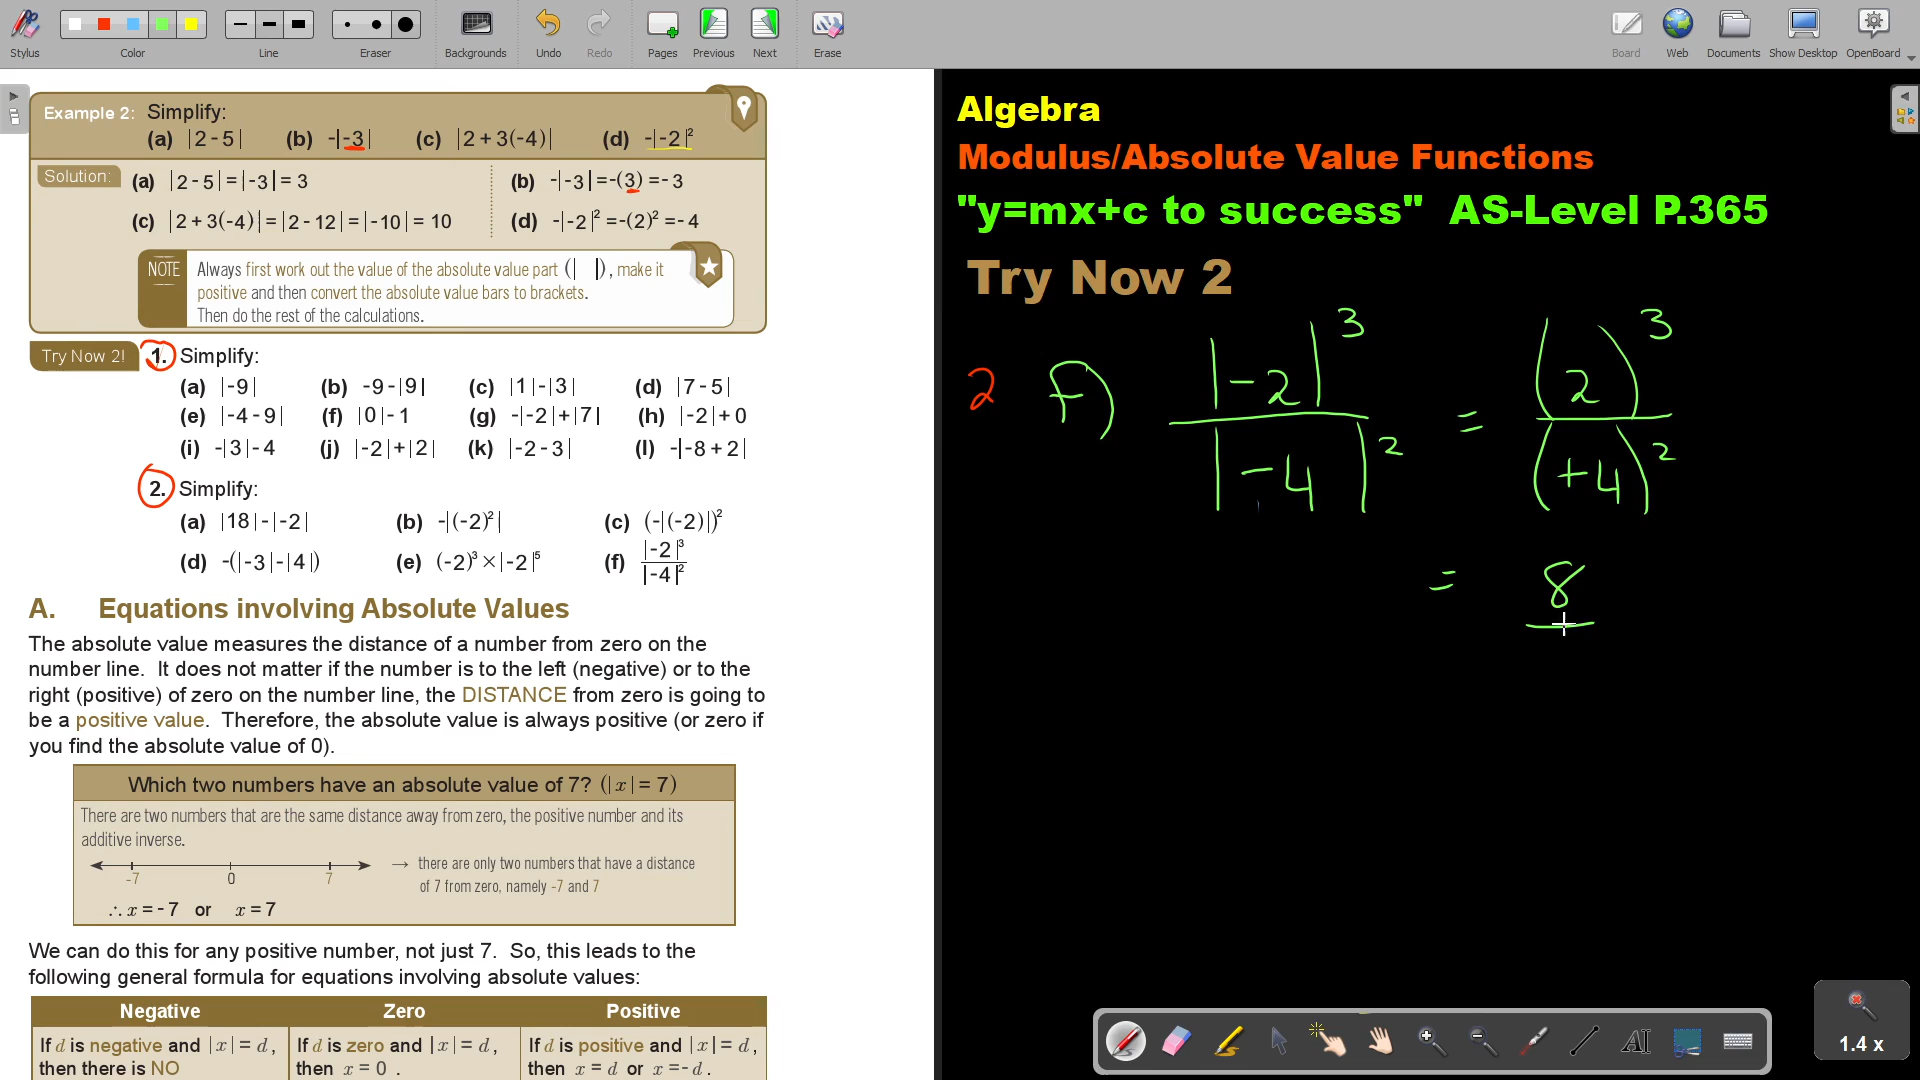 Stylus Color Line Eraser Backgrounds Undo Redo Pages Previous Next Erase Board Web Documents Show Desktop OpenBoard
Example 2: Simplify:
(a) |2 - 5| (b) -|-3| (c) |2 + 3(-4)| (d) -|-2|²
Solution: (a) |2 - 5| = |-3| = 3 (b) -|-3| = -(3) = -3
(c) |2 + 3(-4)| = |2 - 12| = |-10| = 10 (d) -|-2|² = -(2)² = -4
NOTE Always first work out the value of the absolute value part (| |), make it
positive and then convert the absolute value bars to brackets.
Then do the rest of the calculations.
Try Now 2! 1. Simplify:
(a) |-9| (b) -9 - |9| (c) |1| - |3| (d) |7 - 5|
(e) |-4 - 9| (f) |0| - 1 (g) -|-2| + |7| (h) |-2| + 0
(i) -|3| - 4 (j) |-2| + |2| (k) |-2 - 3| (l) -|-8 + 2|
2. Simplify:
(a) |18| - |-2| (b) -|(-2)²| (c) (-|(-2)|)²
(d) -(|-3| - |4|) (e) (-2)³ × |-2|⁵ (f) |-2|³ / |-4|²
A. Equations involving Absolute Values
The absolute value measures the distance of a number from zero on the
number line. It does not matter if the number is to the left (negative) or to the
right (positive) of zero on the number line, the DISTANCE from zero is going to
be a positive value. Therefore, the absolute value is always positive (or zero if
you find the absolute value of 0).
Which two numbers have an absolute value of 7? (|x| = 7)
There are two numbers that are the same distance away from zero, the positive number and its
additive inverse.
-7 0 7 → there are only two numbers that have a distance
of 7 from zero, namely -7 and 7
∴ x = -7 or x = 7
We can do this for any positive number, not just 7. So, this leads to the
following general formula for equations involving absolute values:
Negative Zero Positive
If d is negative and |x| = d, If d is zero and |x| = d, If d is positive and |x| = d,
then there is NO then x = 0 . then x = d or x = -d .
Algebra
Modulus/Absolute Value Functions
"y=mx+c to success" AS-Level P.365
Try Now 2
2 F) |-2|³ / |-4|² = (2)³ / (+4)²
= 8
1.4 x